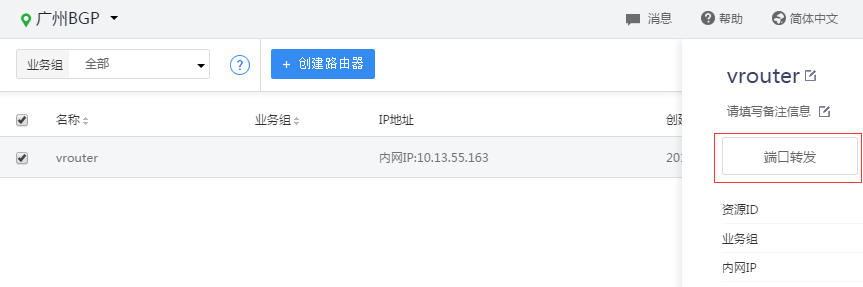 广州BGP
消息 帮助 简体中文
业务组 全部 ? + 创建路由器
vrouter
请填写备注信息
名称 业务组 IP地址
vrouter 内网IP:10.13.55.163
端口转发
资源ID
业务组
内网IP